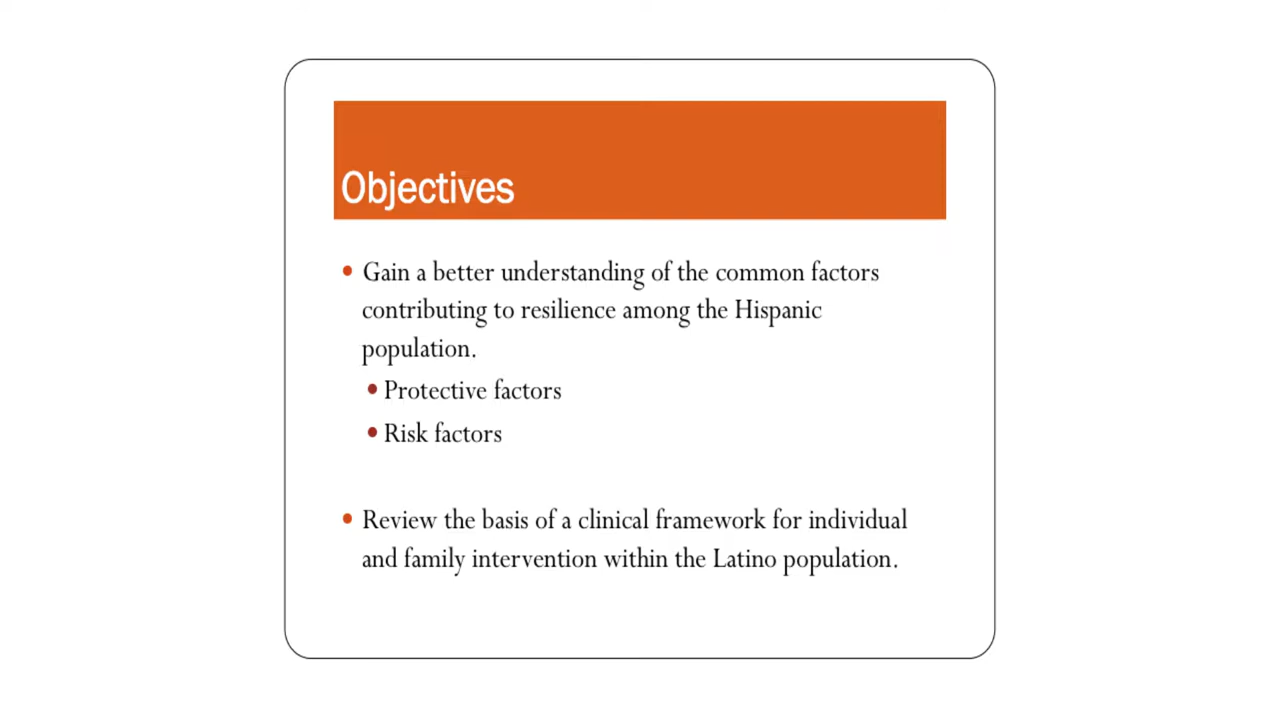 Objectives
• Gain a better understanding of the common factors
contributing to resilience among the Hispanic
population.
• Protective factors
• Risk factors
• Review the basis of a clinical framework for individual
and family intervention within the Latino population.